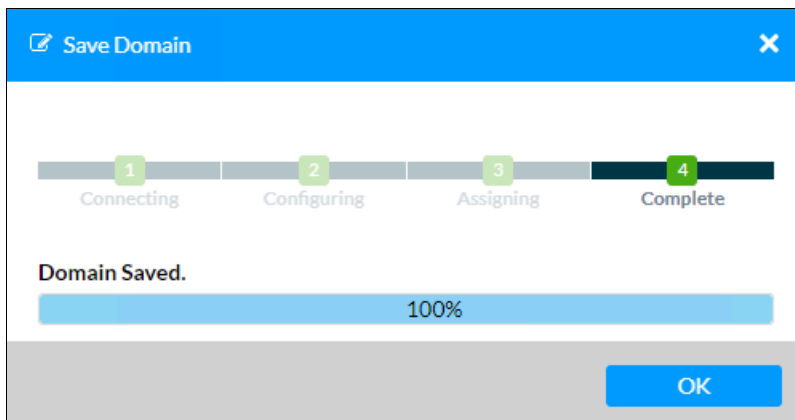 Save Domain
1 2 3 4
Connecting Configuring Assigning Complete
Domain Saved.
100%
OK